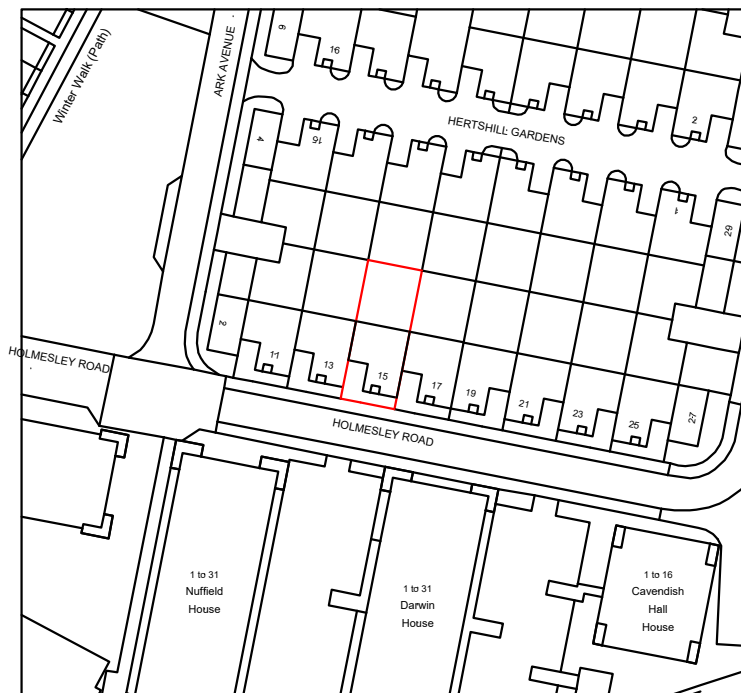 9
16
ARK AVENUE
Winter Walk (Path)
2
HERTSHILL GARDENS
4
16
1
29
2
HOLMESLEY ROAD
11
13
15
17
19
21
23
25
27
HOLMESLEY ROAD
1 to 31
Nuffield
House
1 to 31
Darwin
House
1 to 16
Cavendish
Hall
House